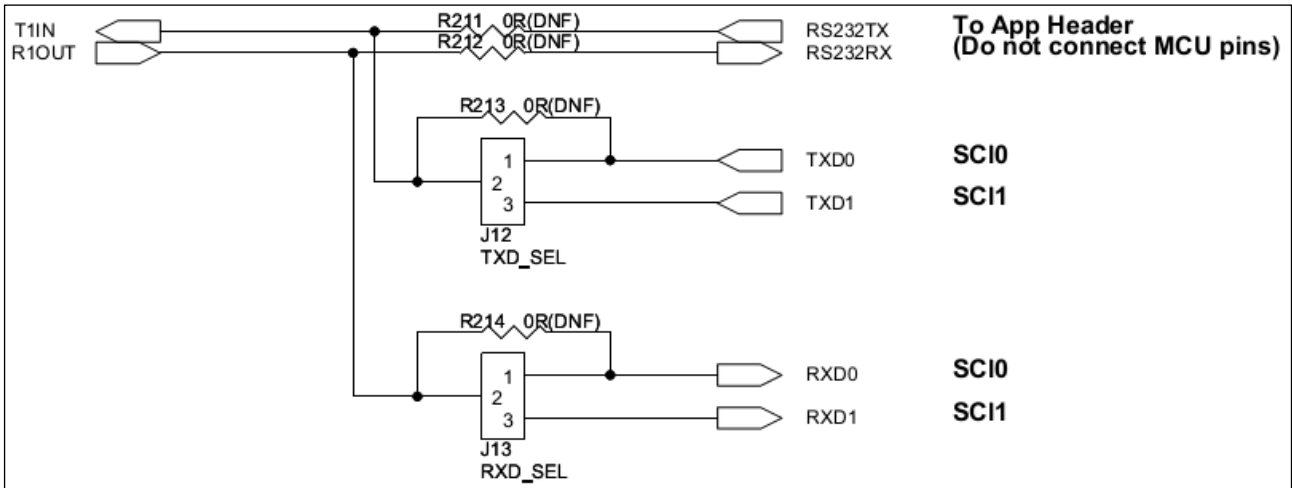 R211 0R(DNF)
T1IN RS232TX To App Header
R212 0R(DNF)
R1OUT RS232RX (Do not connect MCU pins)
R213 0R(DNF)
1 TXD0 SCI0
2
3 TXD1 SCI1
J12
TXD_SEL
R214 0R(DNF)
1 RXD0 SCI0
2
3 RXD1 SCI1
J13
RXD_SEL